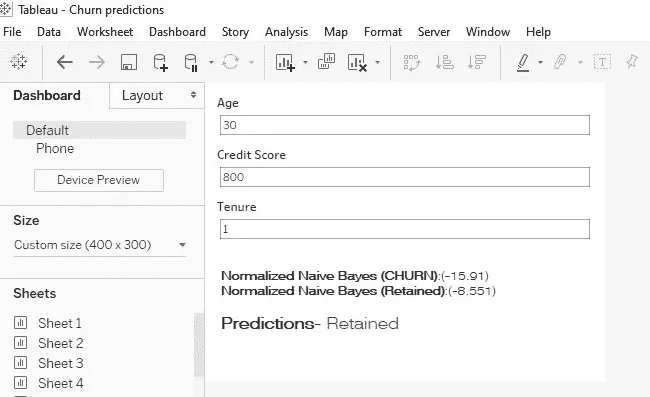 Tableau - Churn predictions
File Data Worksheet Dashboard Story Analysis Map Format Server Window Help
Dashboard Layout
Default
Phone
Device Preview
Size
Custom size (400 x 300)
Sheets
Sheet 1
Sheet 2
Sheet 3
Sheet 4
Age
30
Credit Score
800
Tenure
1
Normalized Naive Bayes (CHURN):(-15.91)
Normalized Naive Bayes (Retained):(-8.551)
Predictions- Retained